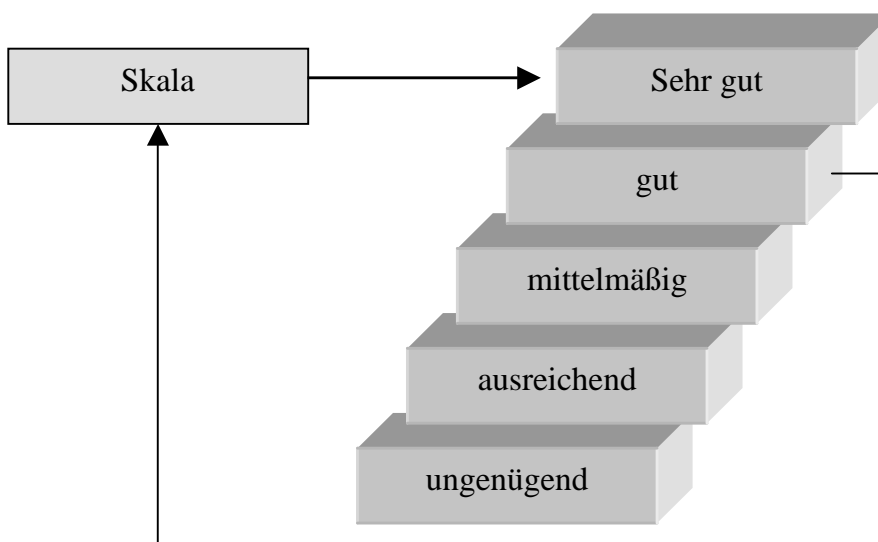 Skala
Sehr gut
gut
mittelmäßig
ausreichend
ungenügend